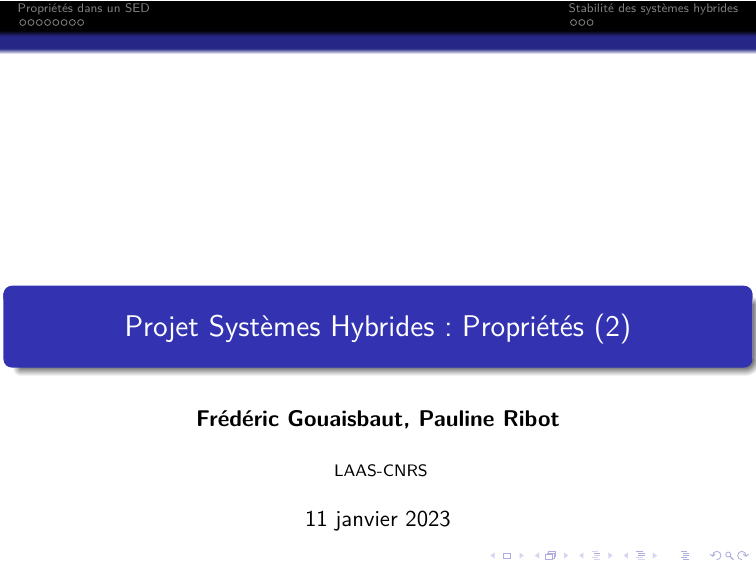 Propriétés dans un SED
Stabilité des systèmes hybrides
Projet Systèmes Hybrides : Propriétés (2)
Frédéric Gouaisbaut, Pauline Ribot
LAAS-CNRS
11 janvier 2023